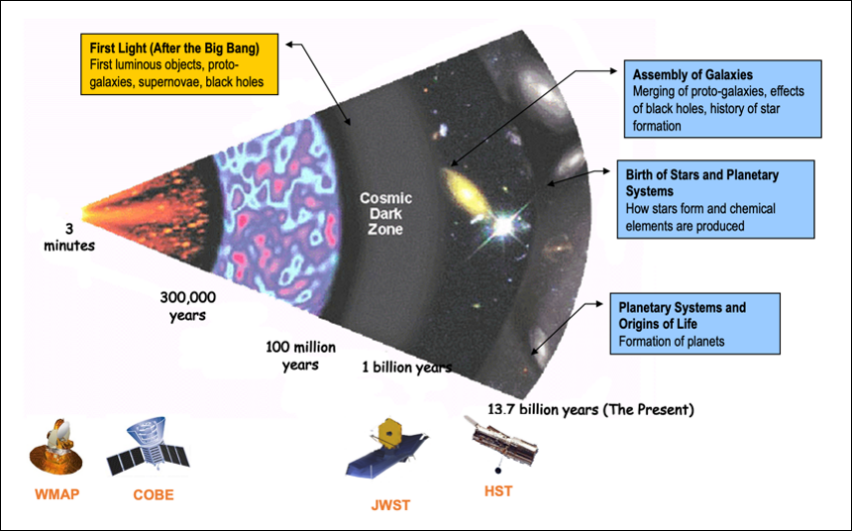 First Light (After the Big Bang)
First luminous objects, proto-
galaxies, supernovae, black holes
Assembly of Galaxies
Merging of proto-galaxies, effects
of black holes, history of star
formation
Birth of Stars and Planetary
Systems
How stars form and chemical
elements are produced
Cosmic
Dark
Zone
3
minutes
300,000
years
Planetary Systems and
Origins of Life
Formation of planets
100 million
years
1 billion years
13.7 billion years (The Present)
WMAP
COBE
JWST
HST